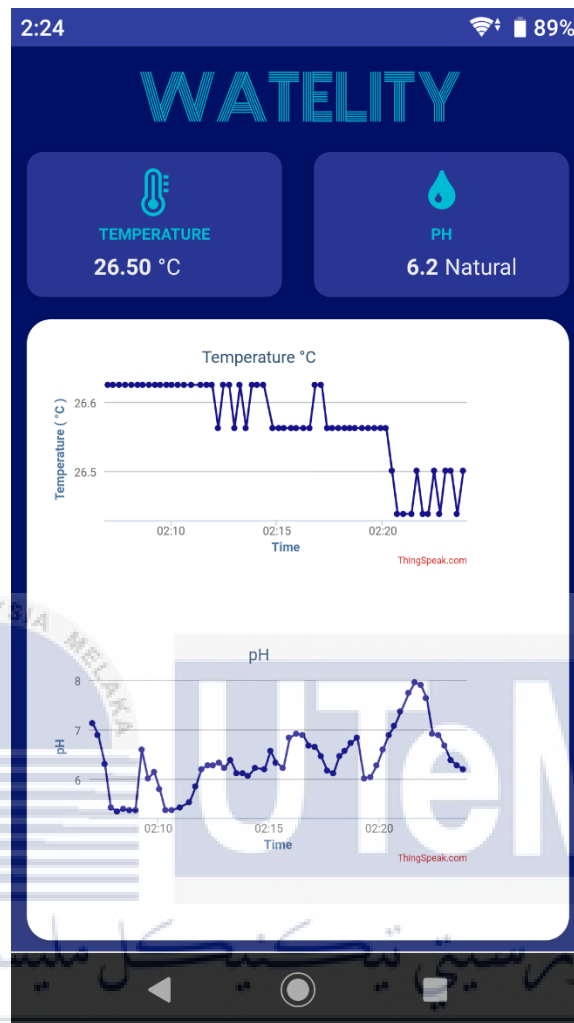 2:24 89%
WATELITY
TEMPERATURE
26.50 °C
PH
6.2 Natural
Temperature °C
Temperature ( °C )
26.6
26.5
02:10 02:15 02:20
Time
ThingSpeak.com
pH
pH
8
7
6
02:10 02:15 02:20
Time
ThingSpeak.com
MELAKA
UTeM